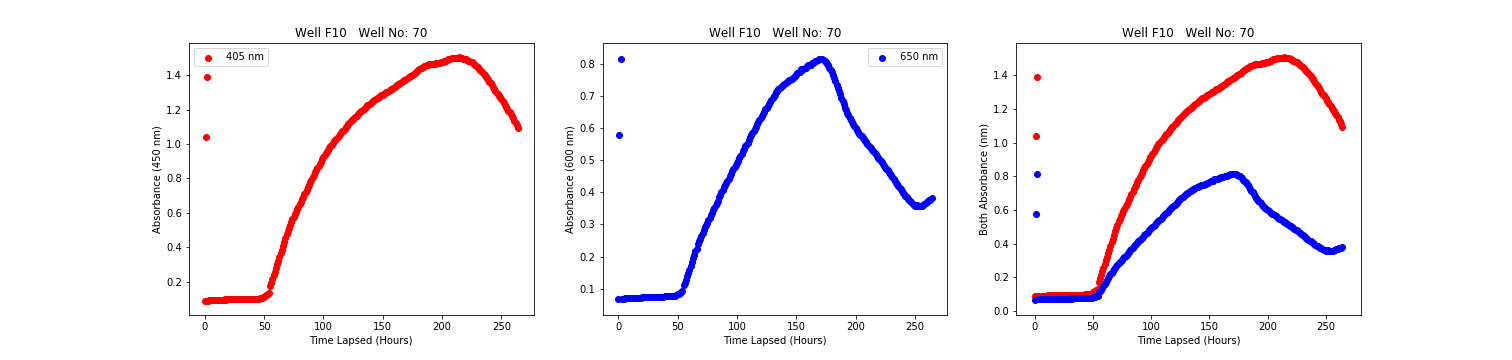 Well F10   Well No: 70
405 nm
Absorbance (450 nm)
1.4
1.2
1.0
0.8
0.6
0.4
0.2
0 50 100 150 200 250
Time Lapsed (Hours)
Well F10   Well No: 70
650 nm
Absorbance (600 nm)
0.8
0.7
0.6
0.5
0.4
0.3
0.2
0.1
0 50 100 150 200 250
Time Lapsed (Hours)
Well F10   Well No: 70
Both Absorbance (nm)
1.4
1.2
1.0
0.8
0.6
0.4
0.2
0.0
0 50 100 150 200 250
Time Lapsed (Hours)